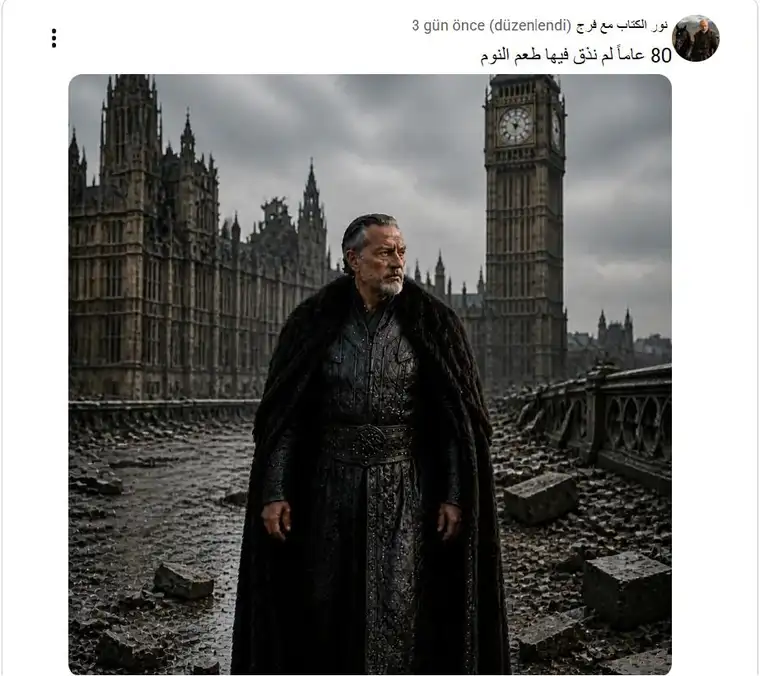 نور الكتاب مع فرج 3 gün önce (düzenlendi)
80 عاماً لم نذق فيها طعم النوم